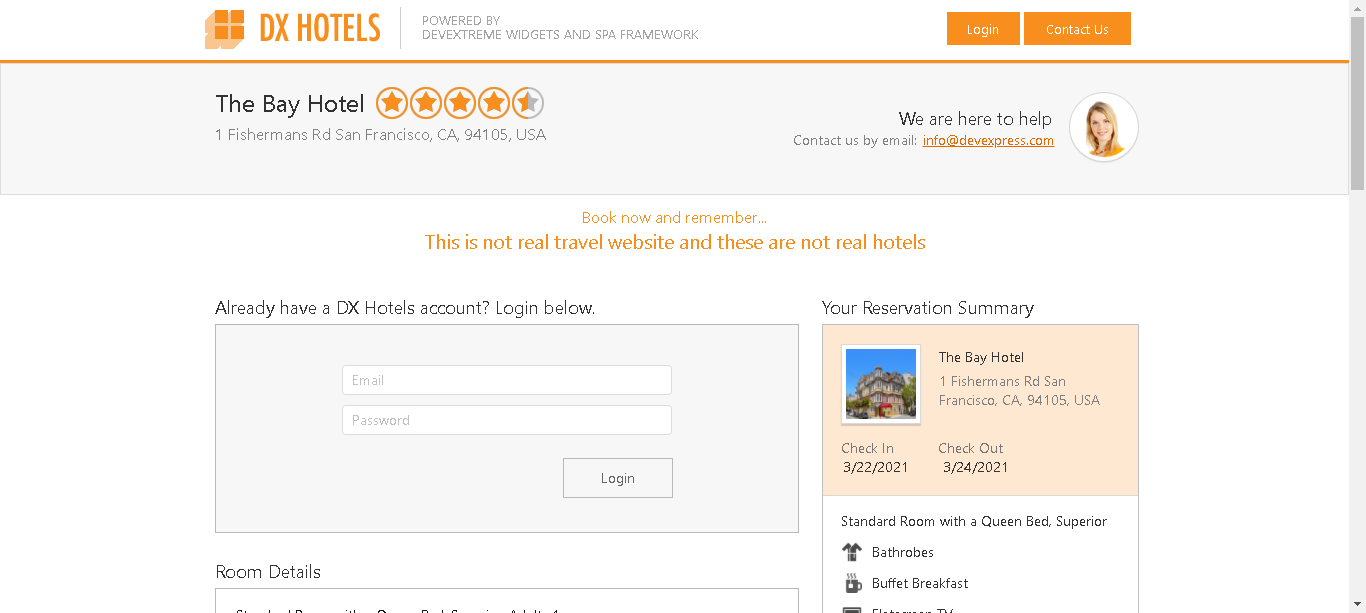 DX HOTELS
POWERED BY
DEVEXTREME WIDGETS AND SPA FRAMEWORK
Login
Contact Us
The Bay Hotel
1 Fishermans Rd San Francisco, CA, 94105, USA
We are here to help
Contact us by email: info@devexpress.com
Book now and remember...
This is not real travel website and these are not real hotels
Already have a DX Hotels account? Login below.
Email
Password
Login
Room Details
Your Reservation Summary
The Bay Hotel
1 Fishermans Rd San
Francisco, CA, 94105, USA
Check In
Check Out
3/22/2021
3/24/2021
Standard Room with a Queen Bed, Superior
Bathrobes
Buffet Breakfast